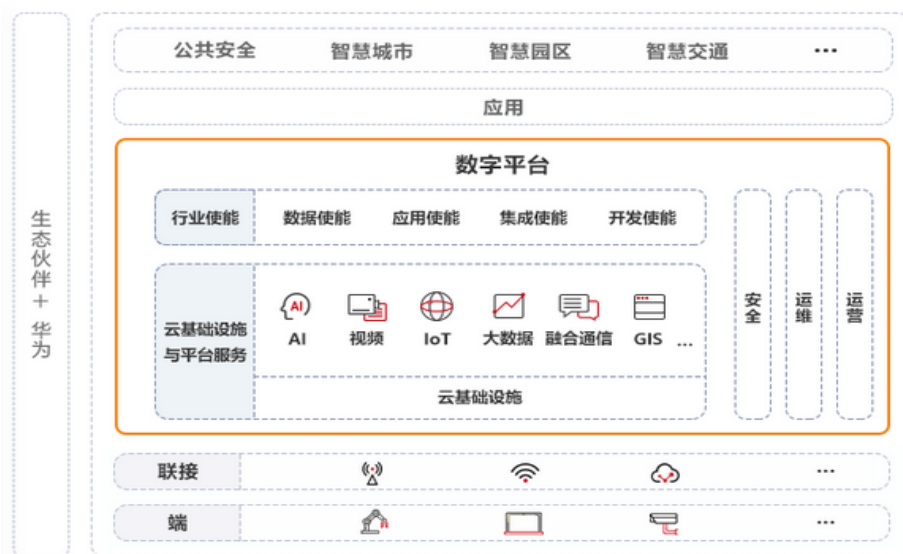 公共安全 智慧城市 智慧园区 智慧交通 ...
应用
数字平台
行业使能 数据使能 应用使能 集成使能 开发使能
云基础设施
与平台服务
AI
AI 视频 IoT 大数据 融合通信 GIS ...
云基础设施
安全
运维
运营
联接 ...
端 ...
生态伙伴+华为